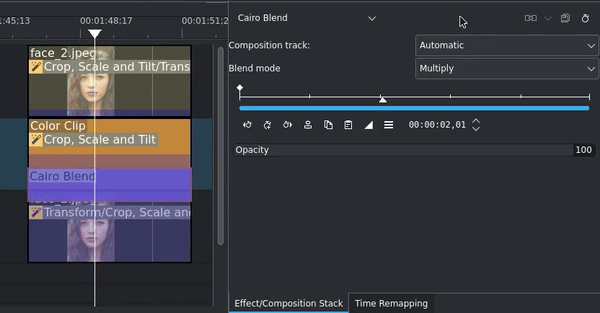 1:45;13
00:01:48;17
00:01:51;2
face_2.jpeg
Crop, Scale and Tilt/Trans
Color Clip
Crop, Scale and Tilt
Cairo Blend
Transform/Crop, Scale an
Cairo Blend
Composition track:
Automatic
Blend mode
Multiply
00:00:02,01
Opacity
100
Effect/Composition Stack
Time Remapping